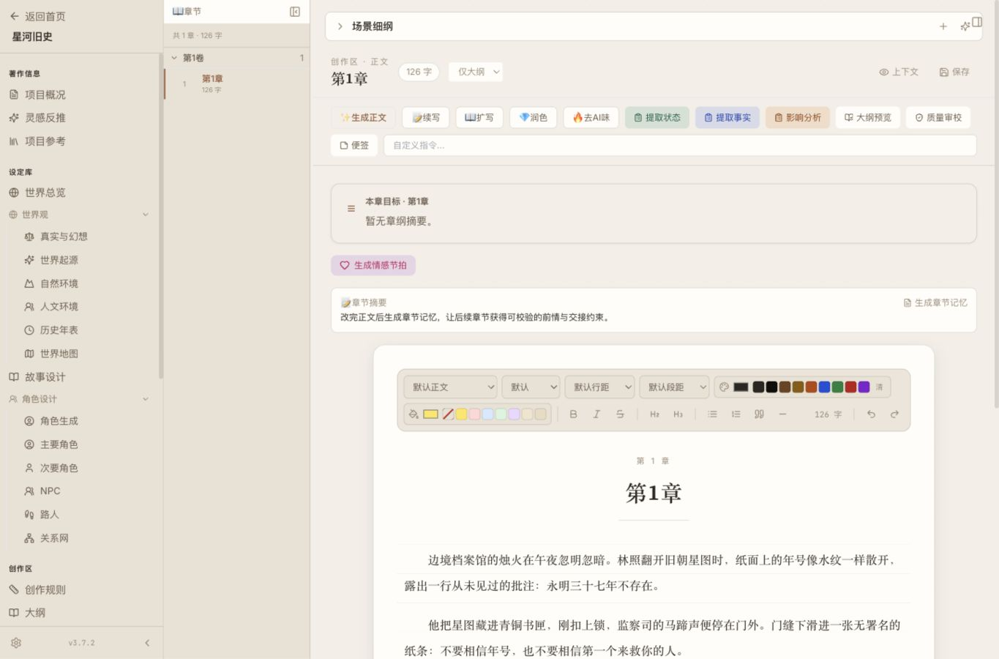 返回首页
星河旧史
著作信息
项目概况
灵感反推
项目参考
设定库
世界总览
世界观
真实与幻想
世界起源
自然环境
人文环境
历史年表
世界地图
故事设计
角色设计
角色生成
主要角色
次要角色
NPC
路人
关系网
创作区
创作规则
大纲
v3.7.2
章节
共 1 章 · 126 字
第1卷 1
1 第1章
126 字
场景细纲
创作区 · 正文
第1章 126 字 仅大纲 上下文 保存
生成正文 续写 扩写 润色 去AI味 提取状态 提取事实 影响分析 大纲预览 质量审校
便签 自定义指令...
本章目标 · 第1章
暂无章纲摘要。
生成情感节拍
章节摘要 生成章节记忆
改完正文后生成章节记忆，让后续章节获得可校验的前情与交接约束。
默认正文 默认 默认行距 默认段距 清
B I S H2 H3 126 字
第 1 章
第1章
边境档案馆的烛火在午夜忽明忽暗。林照翻开旧朝星图时，纸面上的年号像水纹一样散开，
露出一行从未见过的批注：永明三十七年不存在。
他把星图藏进青铜书匣，刚扣上锁，监察司的马蹄声便停在门外。门缝下滑进一张无署名的
纸条：不要相信年号，也不要相信第一个来救你的人。